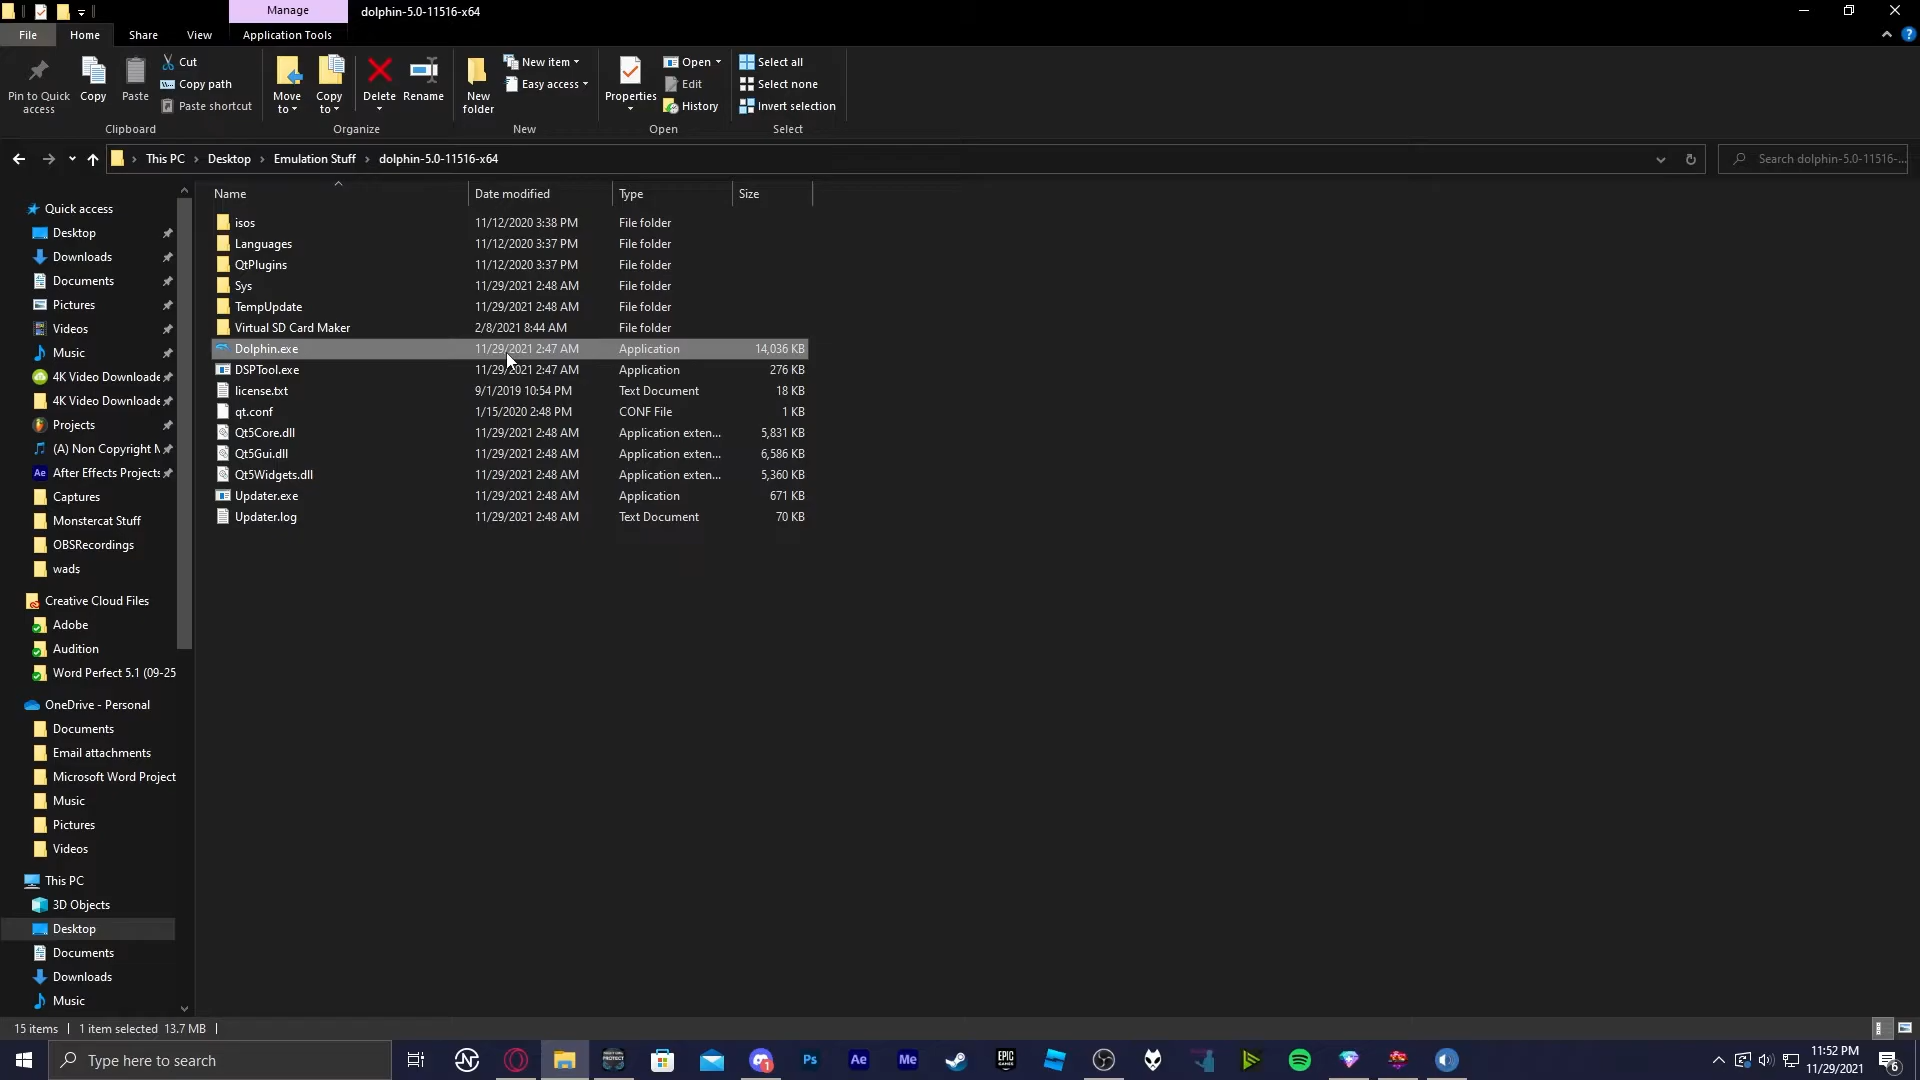 Manage
dolphin-5.0-11516-x64
File
Home
Share
View
Application Tools
Pin to Quick access
Copy
Paste
Cut
Copy path
Paste shortcut
Clipboard
Move to
Copy to
Delete
Rename
Organize
New folder
New item
Easy access
New
Properties
Open
Edit
History
Open
Select all
Select none
Invert selection
Select
This PC
Desktop
Emulation Stuff
dolphin-5.0-11516-x64
Search dolphin-5.0-11516-...
Name Date modified Type Size
isos 11/12/2020 3:38 PM File folder
Languages 11/12/2020 3:37 PM File folder
QtPlugins 11/12/2020 3:37 PM File folder
Sys 11/29/2021 2:48 AM File folder
TempUpdate 11/29/2021 2:48 AM File folder
Virtual SD Card Maker 2/8/2021 8:44 AM File folder
Dolphin.exe 11/29/2021 2:47 AM Application 14,036 KB
DSPTool.exe 11/29/2021 2:47 AM Application 276 KB
license.txt 9/1/2019 10:54 PM Text Document 18 KB
qt.conf 1/15/2020 2:48 PM CONF File 1 KB
Qt5Core.dll 11/29/2021 2:48 AM Application exten... 5,831 KB
Qt5Gui.dll 11/29/2021 2:48 AM Application exten... 6,586 KB
Qt5Widgets.dll 11/29/2021 2:48 AM Application exten... 5,360 KB
Updater.exe 11/29/2021 2:48 AM Application 671 KB
Updater.log 11/29/2021 2:48 AM Text Document 70 KB
Quick access
Desktop
Downloads
Documents
Pictures
Videos
Music
4K Video Downloade
4K Video Downloade
Projects
(A) Non Copyright M
After Effects Projects
Captures
Monstercat Stuff
OBSRecordings
wads
Creative Cloud Files
Adobe
Audition
Word Perfect 5.1 (09-25
OneDrive - Personal
Documents
Email attachments
Microsoft Word Project
Music
Pictures
Videos
This PC
3D Objects
Desktop
Documents
Downloads
Music
15 items
1 item selected 13.7 MB
Type here to search
1
Ps
Ae
Me
EPIC GAMES
11:52 PM
11/29/2021
6